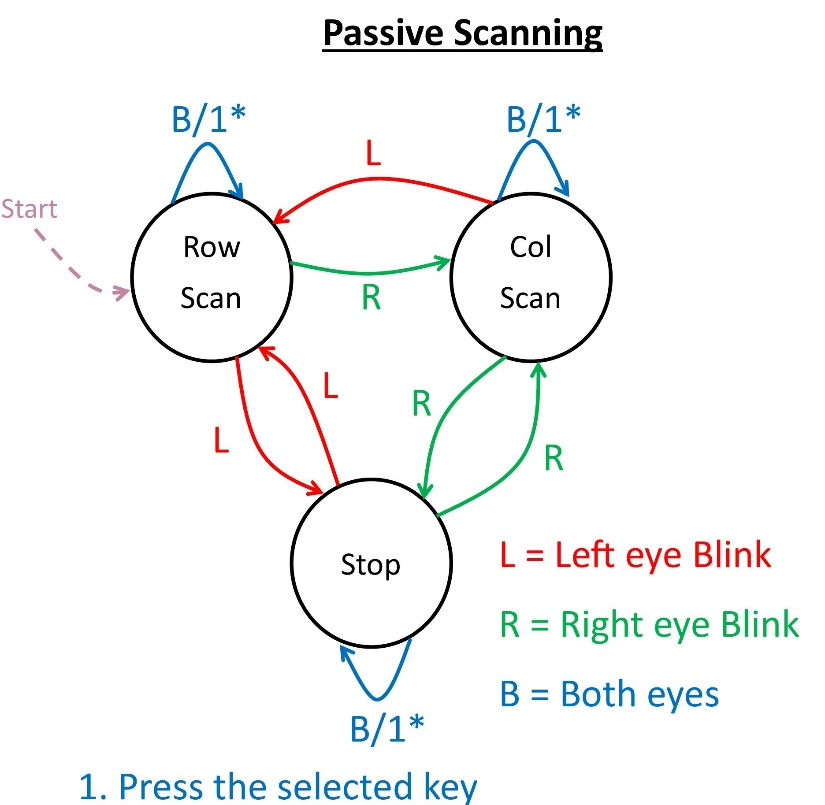 Passive Scanning
B/1*
B/1*
L
Start
Row
Scan
Col
Scan
R
L
R
L
R
Stop
L = Left eye Blink
R = Right eye Blink
B = Both eyes
B/1*
1. Press the selected key